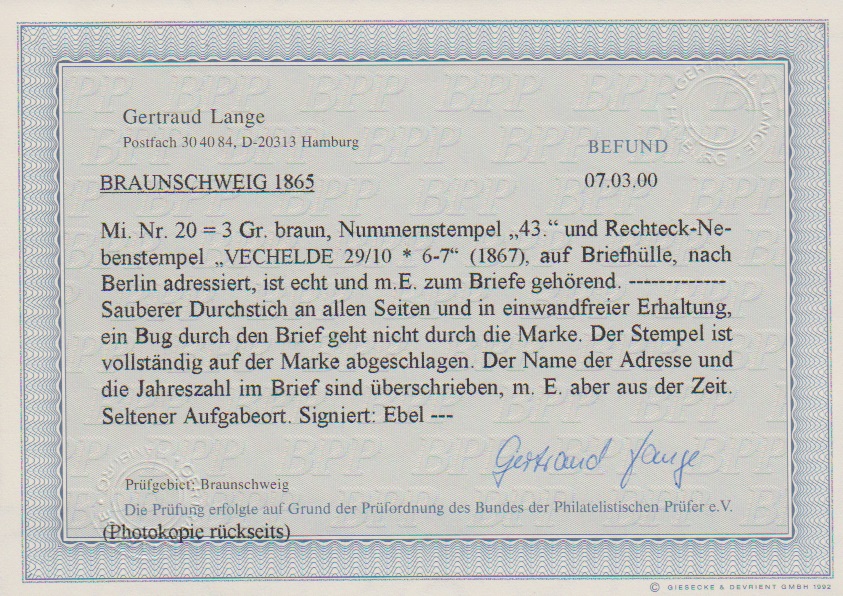 Gertraud Lange
Postfach 30 40 84, D-20313 Hamburg
BEFUND
BRAUNSCHWEIG 1865
07.03.00
Mi. Nr. 20 = 3 Gr. braun, Nummernstempel „43.“ und Rechteck-Ne-
benstempel „VECHELDE 29/10 * 6-7“ (1867), auf Briefhülle, nach
Berlin adressiert, ist echt und m.E. zum Briefe gehörend. -------------
Sauberer Durchstich an allen Seiten und in einwandfreier Erhaltung,
ein Bug durch den Brief geht nicht durch die Marke. Der Stempel ist
vollständig auf der Marke abgeschlagen. Der Name der Adresse und
die Jahreszahl im Brief sind überschrieben, m. E. aber aus der Zeit.
Seltener Aufgabeort. Signiert: Ebel ---
Gertraud Lange
Prüfgebiet: Braunschweig
Die Prüfung erfolgte auf Grund der Prüfordnung des Bundes der Philatelistischen Prüfer e.V.
(Photokopie rückseits)
© GIESECKE & DEVRIENT GMBH 1992